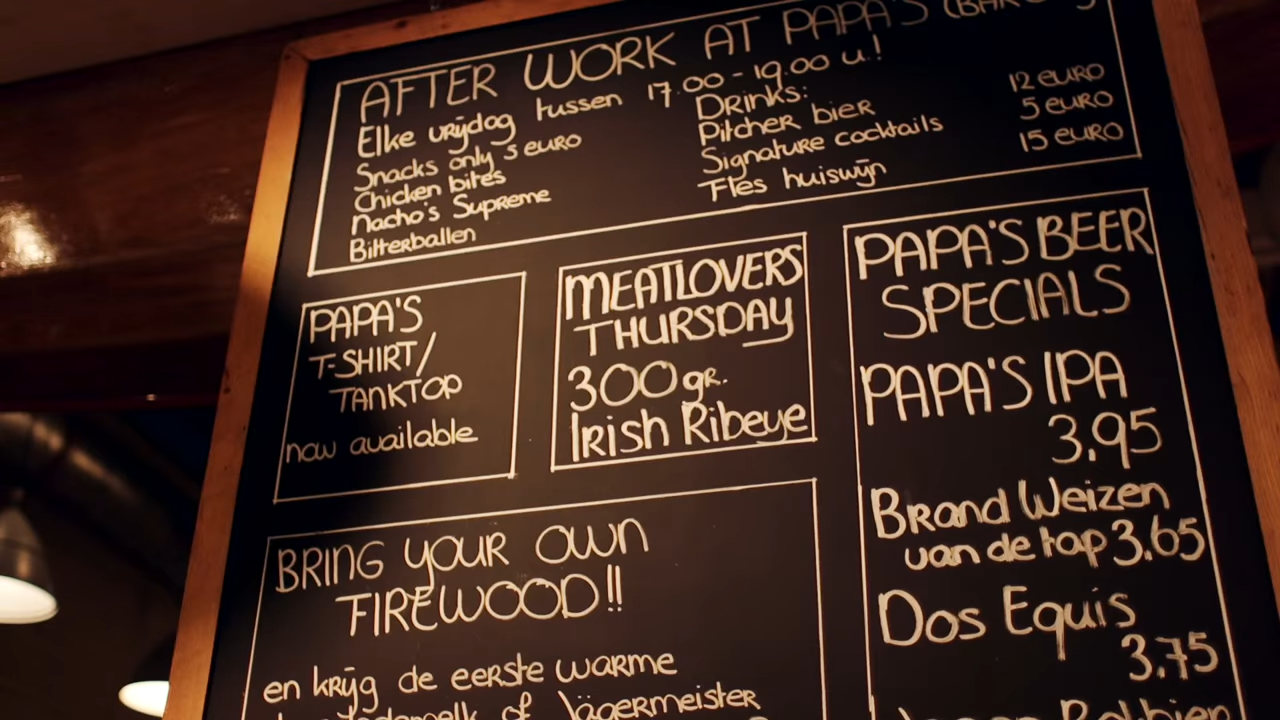 AFTER WORK AT PAPA'S
Elke vrijdag tussen 17.00 - 19.00 u.!
Snacks only 5 euro
Chicken bites
Nacho's Supreme
Bitterballen
Drinks:
Pitcher bier 12 euro
Signature cocktails 5 euro
Fles huiswijn 15 euro
PAPA'S
T-SHIRT/
TANKTOP
now available
MEATLOVERS
THURSDAY
300gr.
Irish Ribeye
BRING YOUR OWN
FIREWOOD!!
en krijg de eerste warme
of Jägermeister
PAPA'S BEER
SPECIALS
PAPA'S IPA
3,95
Brand Weizen
van de tap 3,65
Dos Equis
3,75